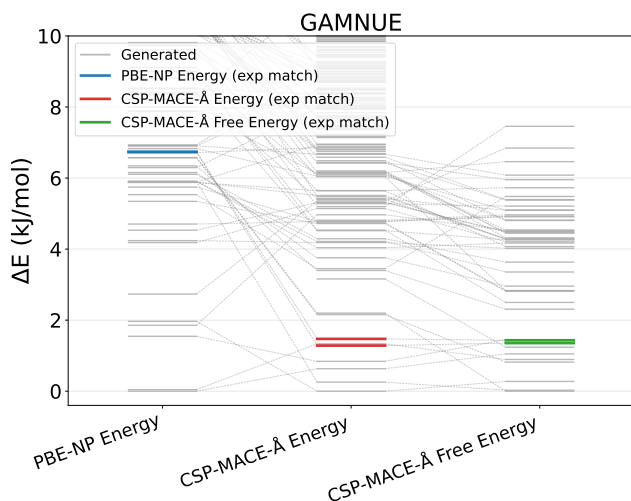 GAMNUE
Generated
PBE-NP Energy (exp match)
CSP-MACE-Å Energy (exp match)
CSP-MACE-Å Free Energy (exp match)
10
8
6
4
2
0
ΔE (kJ/mol)
PBE-NP Energy
CSP-MACE-Å Energy
CSP-MACE-Å Free Energy